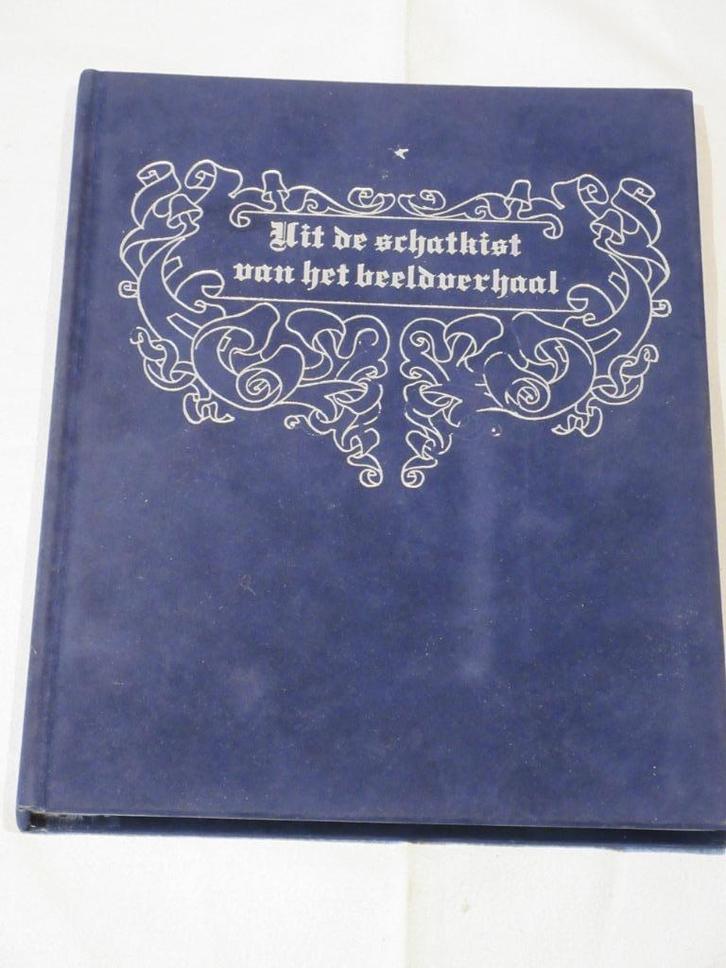 Uit de schatkist
van het beeldverhaal